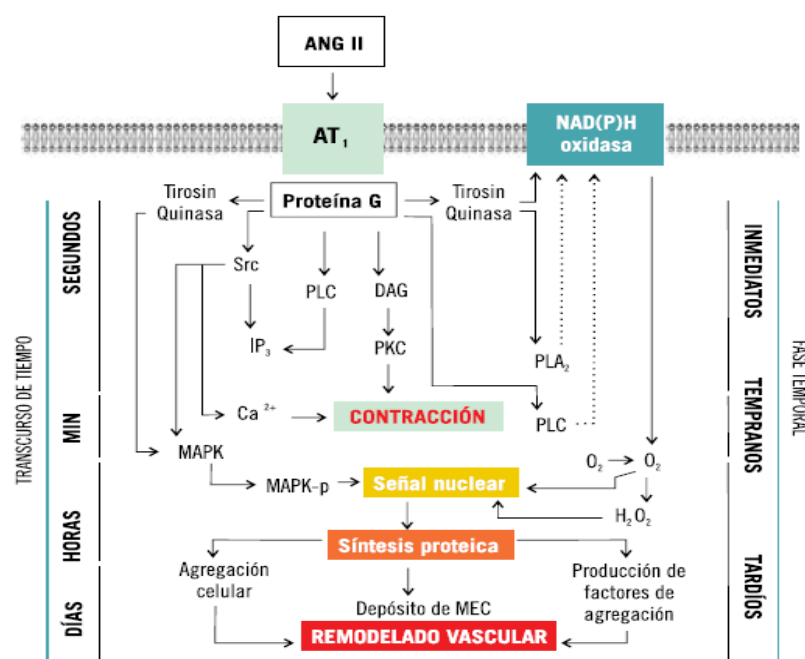 ANG II
AT₁
NAD(P)H
oxidasa
Tirosin
Quinasa
Proteína G
Tirosin
Quinasa
Src
PLC
DAG
IP₃
PKC
PLA₂
Ca ²⁺
CONTRACCIÓN
PLC
MAPK
O₂
O₂
MAPK-p
Señal nuclear
H₂O₂
Síntesis proteica
Agregación
celular
Depósito de MEC
Producción de
factores de
agregación
REMODELADO VASCULAR
TRANSCURSO DE TIEMPO
SEGUNDOS
MIN
HORAS
DÍAS
INMEDIATOS
TEMPRANOS
TARDÍOS
FASE TEMPORAL